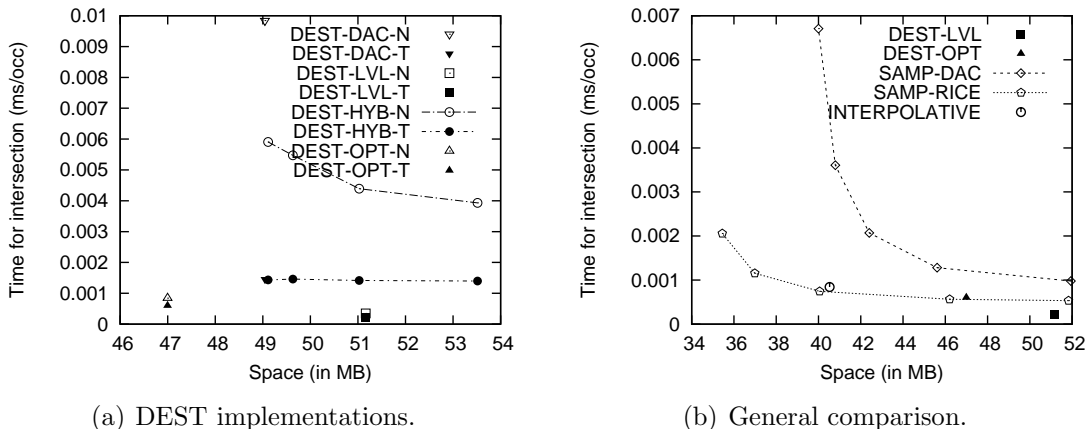 0.01
0.009
0.008
0.007
0.006
0.005
0.004
0.003
0.002
0.001
0
Time for intersection (ms/occ)
46 47 48 49 50 51 52 53 54
Space (in MB)
DEST-DAC-N
DEST-DAC-T
DEST-LVL-N
DEST-LVL-T
DEST-HYB-N
DEST-HYB-T
DEST-OPT-N
DEST-OPT-T
(a) DEST implementations.
0.007
0.006
0.005
0.004
0.003
0.002
0.001
0
Time for intersection (ms/occ)
34 36 38 40 42 44 46 48 50 52
Space (in MB)
DEST-LVL
DEST-OPT
SAMP-DAC
SAMP-RICE
INTERPOLATIVE
(b) General comparison.